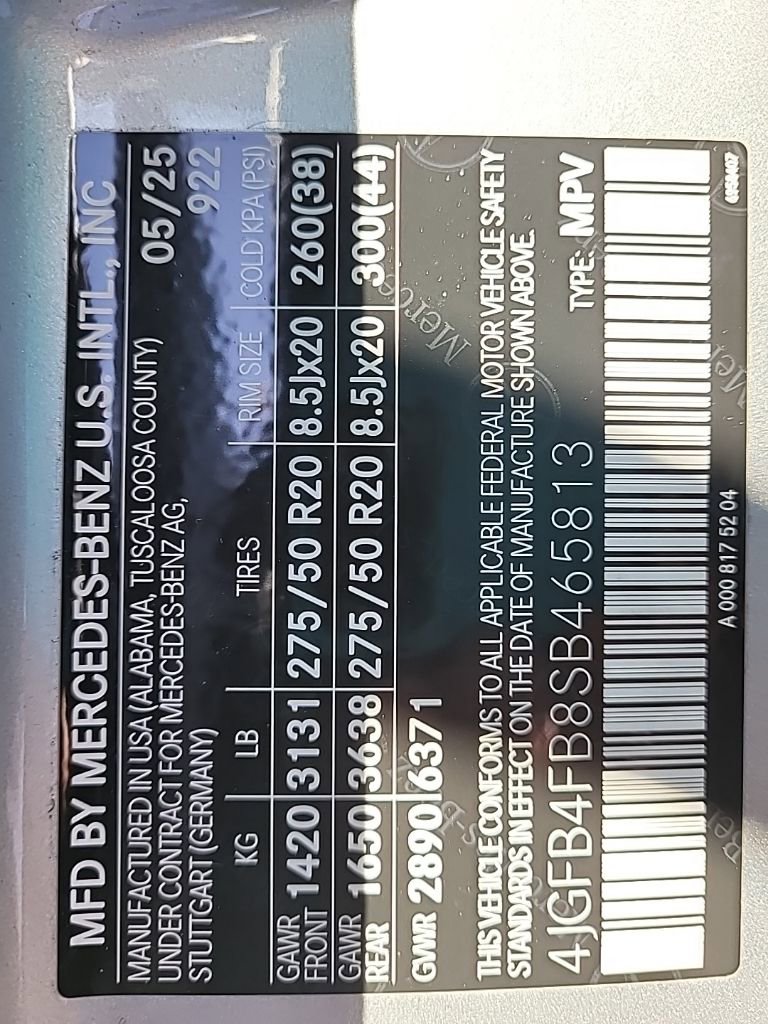 MFD BY MERCEDES-BENZ U.S. INTL., INC
MANUFACTURED IN USA (ALABAMA, TUSCALOOSA COUNTY) 05/25
UNDER CONTRACT FOR MERCEDES-BENZ AG,
STUTTGART (GERMANY) 922
KG LB TIRES RIM SIZE COLD KPA (PSI)
GAWR FRONT 1420 3131 275/50 R20 8.5Jx20 260(38)
GAWR REAR 1650 3638 275/50 R20 8.5Jx20 300(44)
GVWR 2890 6371
THIS VEHICLE CONFORMS TO ALL APPLICABLE FEDERAL MOTOR VEHICLE SAFETY
STANDARDS IN EFFECT ON THE DATE OF MANUFACTURE SHOWN ABOVE.
4JGFB4FB8SB465813 TYPE: MPV
A 000 817 52 04